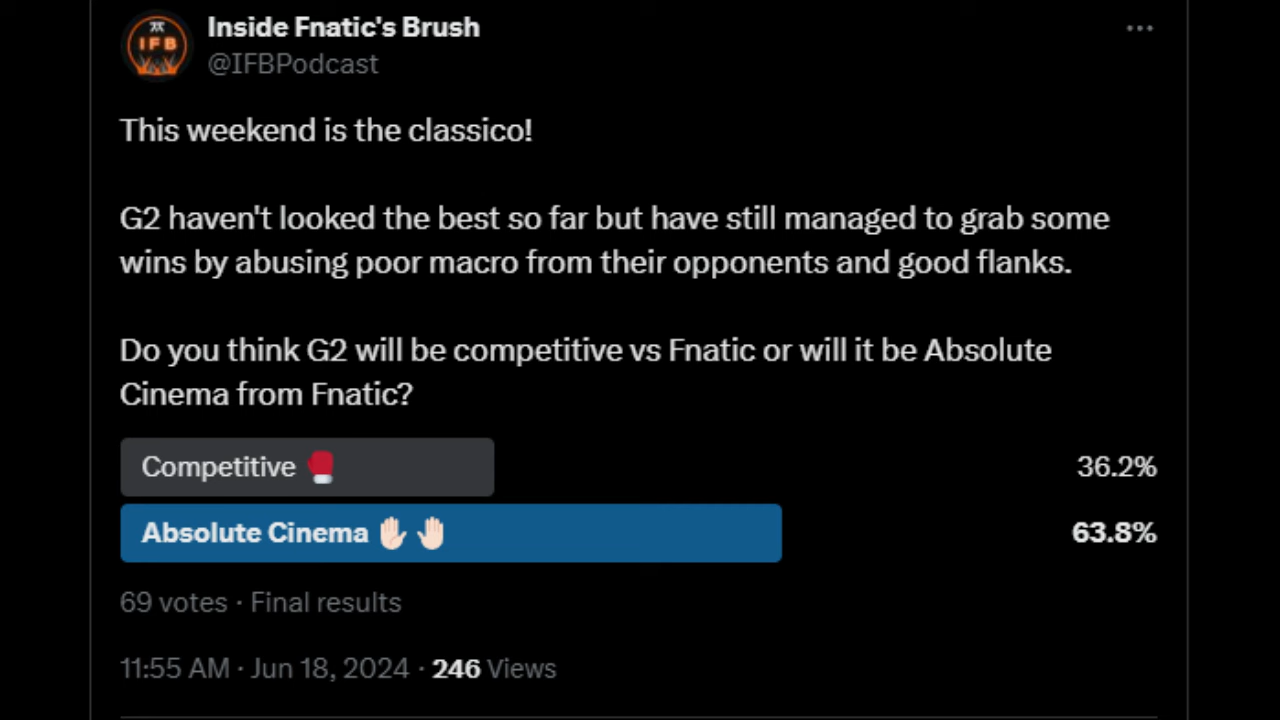 IFB
Inside Fnatic's Brush
@IFBPodcast
This weekend is the classico!
G2 haven't looked the best so far but have still managed to grab some
wins by abusing poor macro from their opponents and good flanks.
Do you think G2 will be competitive vs Fnatic or will it be Absolute
Cinema from Fnatic?
Competitive 🥊 36.2%
Absolute Cinema ✋🏻🤚🏻 63.8%
69 votes · Final results
11:55 AM · Jun 18, 2024 · 246 Views